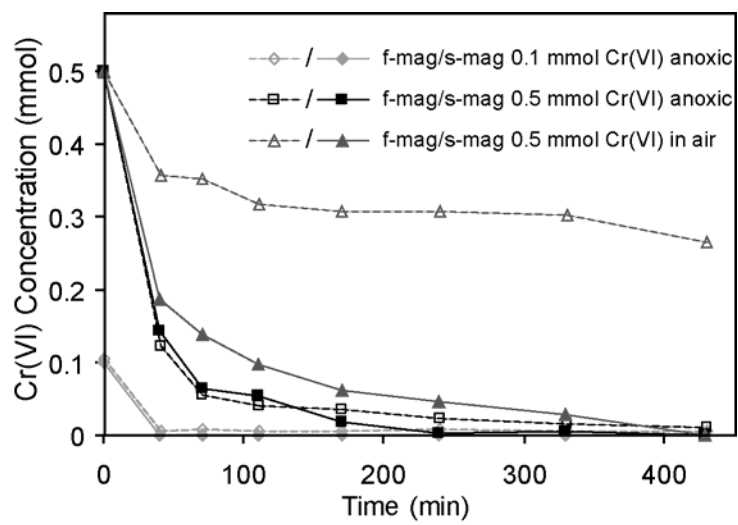 / f-mag/s-mag 0.1 mmol Cr(VI) anoxic
/ f-mag/s-mag 0.5 mmol Cr(VI) anoxic
/ f-mag/s-mag 0.5 mmol Cr(VI) in air
Cr(VI) Concentration (mmol)
0.5
0.4
0.3
0.2
0.1
0
0
100
200
300
400
Time (min)